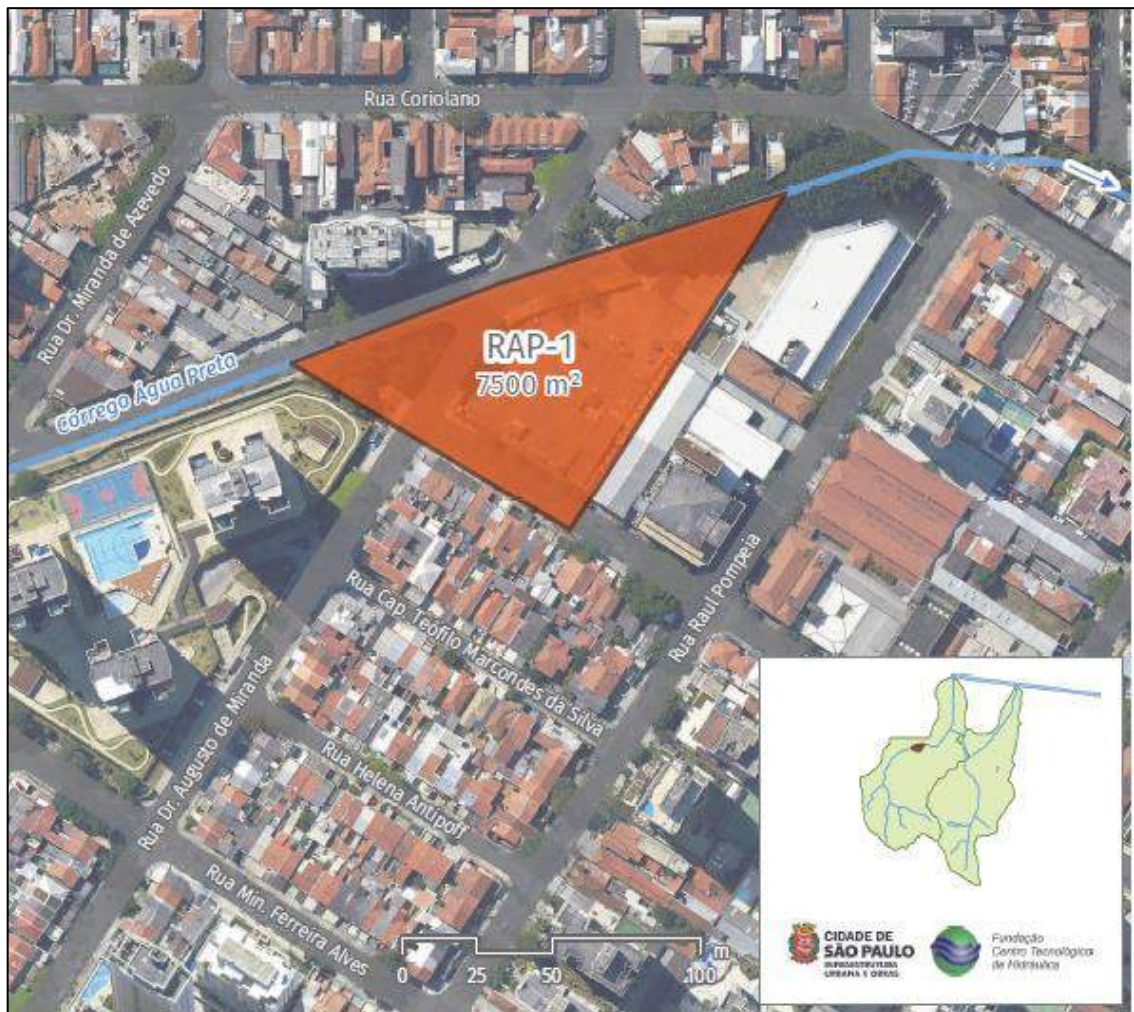 Rua Coriolano
Rua Dr. Miranda de Azevedo
RAP-1
7500 m²
córrego Água Preta
Rua Cap. Teófilo Marcondes da Silva
Rua Raul Pompeia
Rua Dr. Augusto de Miranda
Rua Helena Antipoff
Rua Min. Ferreira Alves
m
0 25 50 100
CIDADE DE
SÃO PAULO
INFRAESTRUTURA
URBANA E OBRAS
Fundação
Centro Tecnológico
de Hidráulica